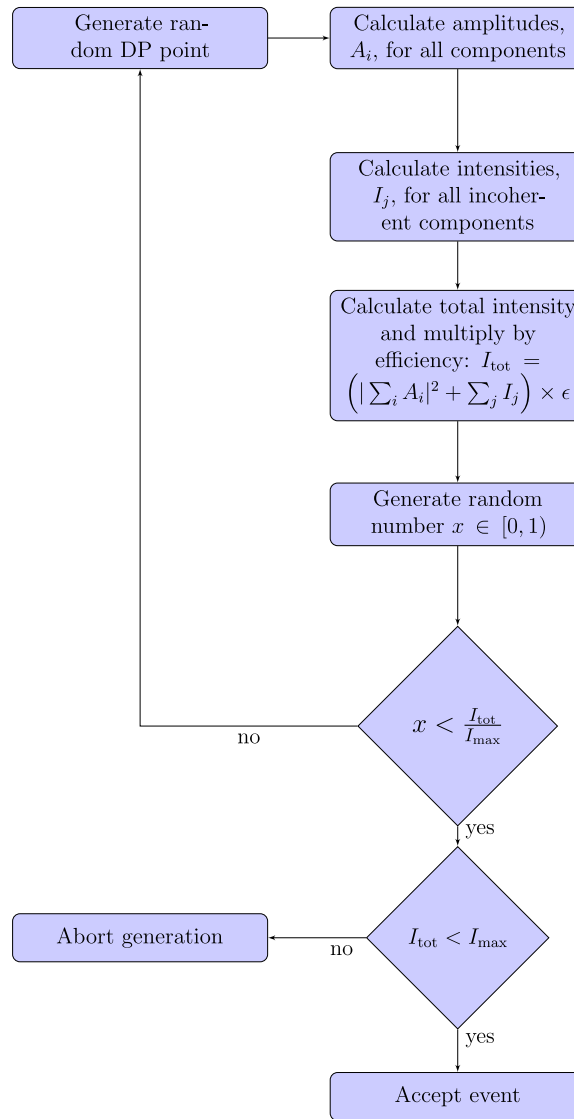 Generate ran-
dom DP point
Calculate amplitudes,
$A_i$, for all components
Calculate intensities,
$I_j$, for all incoher-
ent components
Calculate total intensity
and multiply by
efficiency: $I_{\text{tot}}$ =
$\left(|\sum_i A_i|^2 + \sum_j I_j\right) \times \epsilon$
Generate random
number $x \in [0, 1)$
$x < \frac{I_{\text{tot}}}{I_{\text{max}}}$
no
yes
$I_{\text{tot}} < I_{\text{max}}$
Abort generation
no
yes
Accept event